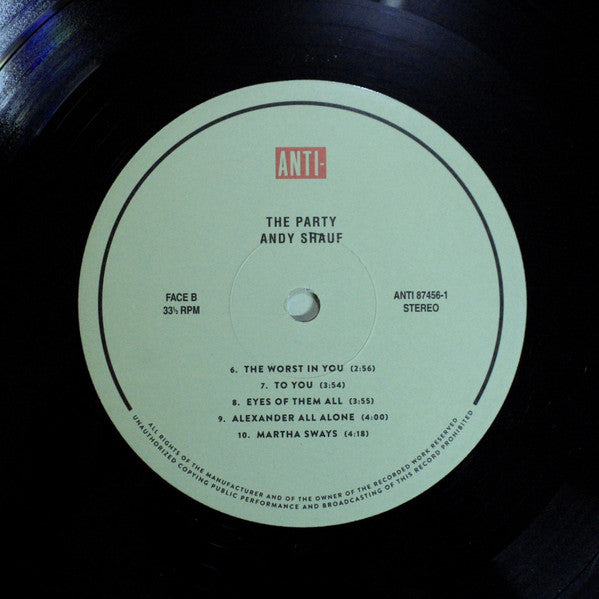 ANTI-
THE PARTY
ANDY SHAUF
FACE B
33⅓ RPM
ANTI 87456-1
STEREO
6. THE WORST IN YOU (2:56)
7. TO YOU (3:54)
8. EYES OF THEM ALL (3:55)
9. ALEXANDER ALL ALONE (4:00)
10. MARTHA SWAYS (4:18)
ALL RIGHTS OF THE MANUFACTURER AND OF THE OWNER OF THE RECORDED WORK RESERVED
UNAUTHORIZED COPYING PUBLIC PERFORMANCE AND BROADCASTING OF THIS RECORD PROHIBITED